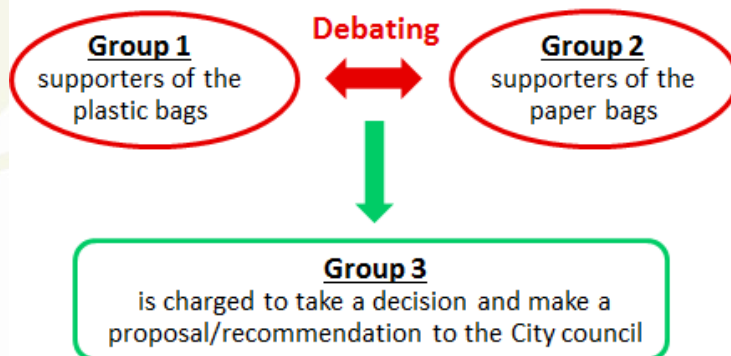 Debating
Group 1
supporters of the
plastic bags
Group 2
supporters of the
paper bags
Group 3
is charged to take a decision and make a
proposal/recommendation to the City council